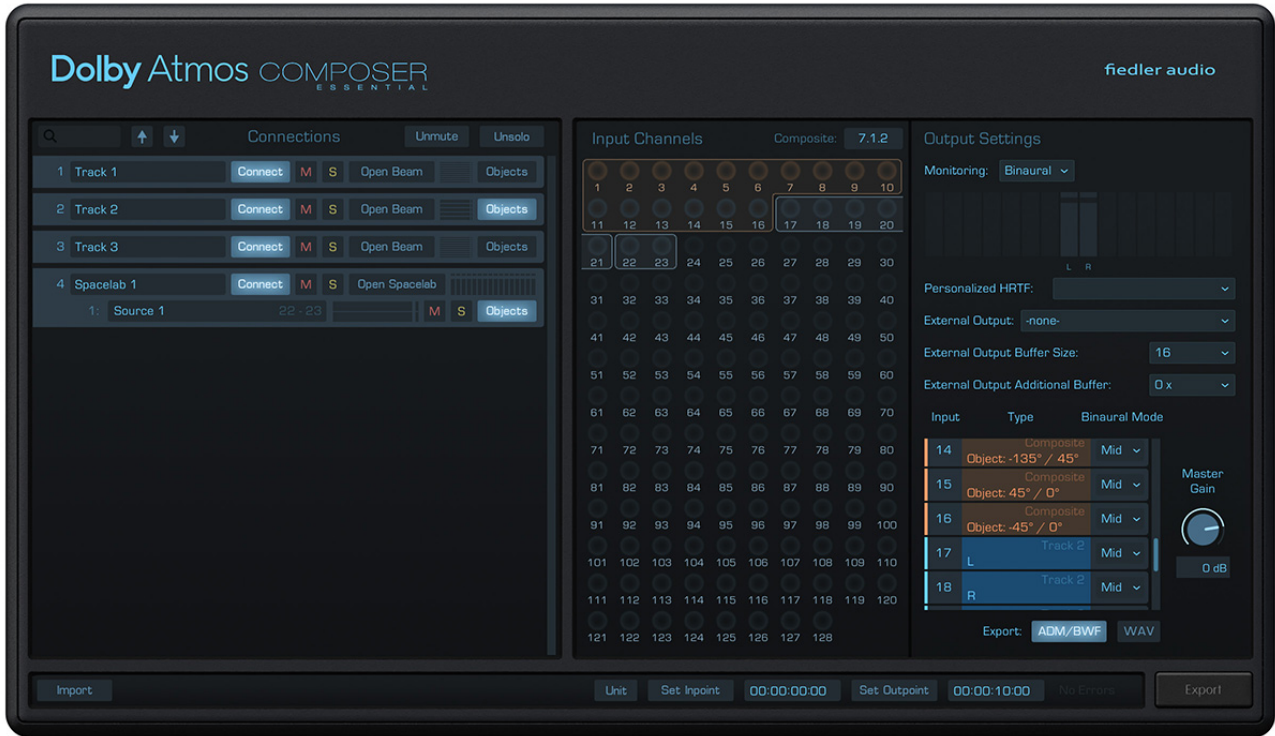 Dolby Atmos COMPOSER
ESSENTIAL
fiedler audio
Connections
Unmute
Unsolo
1 Track 1 Connect M S Open Beam Objects
2 Track 2 Connect M S Open Beam Objects
3 Track 3 Connect M S Open Beam Objects
4 Spacelab 1 Connect M S Open Spacelab
1: Source 1 22 - 23 M S Objects
Input Channels Composite: 7.1.2
1 2 3 4 5 6 7 8 9 10
11 12 13 14 15 16 17 18 19 20
21 22 23 24 25 26 27 28 29 30
31 32 33 34 35 36 37 38 39 40
41 42 43 44 45 46 47 48 49 50
51 52 53 54 55 56 57 58 59 60
61 62 63 64 65 66 67 68 69 70
71 72 73 74 75 76 77 78 79 80
81 82 83 84 85 86 87 88 89 90
91 92 93 94 95 96 97 98 99 100
101 102 103 104 105 106 107 108 109 110
111 112 113 114 115 116 117 118 119 120
121 122 123 124 125 126 127 128
Output Settings
Monitoring: Binaural
L R
Personalized HRTF:
External Output: -none-
External Output Buffer Size: 16
External Output Additional Buffer: 0 x
Input Type Binaural Mode
14 Composite Mid
Object: -135° / 45°
15 Composite Mid
Object: 45° / 0°
16 Composite Mid
Object: -45° / 0°
17 Track 2 Mid
L
18 Track 2 Mid
R
Master
Gain
0 dB
Export: ADM/BWF WAV
Import
Unit Set Inpoint 00:00:00:00 Set Outpoint 00:00:10:00 No Errors Export